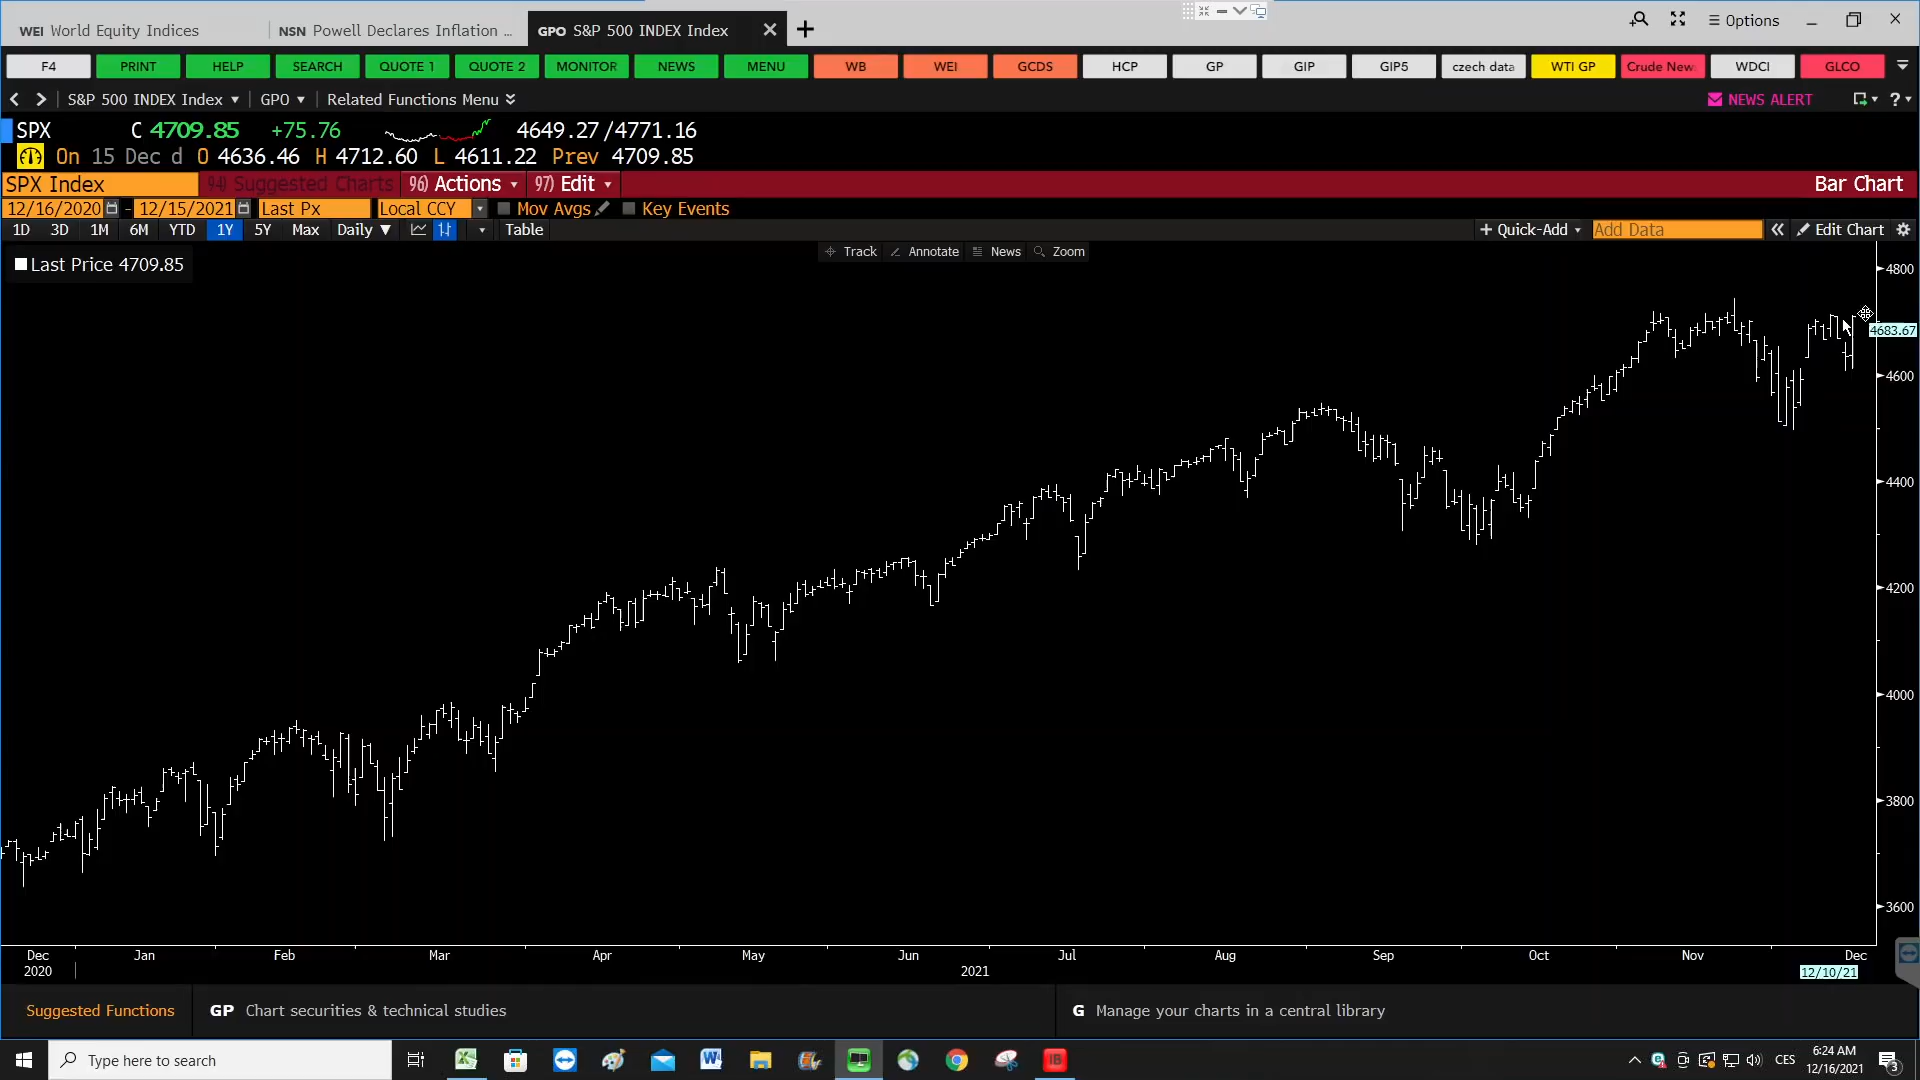 WEI World Equity Indices
NSN Powell Declares Inflation ...
GPO S&P 500 INDEX Index
Options
F4
PRINT
HELP
SEARCH
QUOTE 1
QUOTE 2
MONITOR
NEWS
MENU
WB
WEI
GCDS
HCP
GP
GIP
GIP5
czech data
WTI GP
Crude New
WDCI
GLCO
S&P 500 INDEX Index
GPO
Related Functions Menu
NEWS ALERT
SPX C 4709.85 +75.76 4649.27/4771.16
On 15 Dec d O 4636.46 H 4712.60 L 4611.22 Prev 4709.85
SPX Index
94) Suggested Charts
96) Actions
97) Edit
Bar Chart
12/16/2020 - 12/15/2021
Last Px
Local CCY
Mov Avgs
Key Events
1D 3D 1M 6M YTD 1Y 5Y Max Daily
Table
+ Quick-Add
Add Data
Edit Chart
Track
Annotate
News
Zoom
Last Price 4709.85
4800
4683.67
4600
4400
4200
4000
3800
3600
Dec Jan Feb Mar Apr May Jun Jul Aug Sep Oct Nov Dec
2020 2021 12/10/21
Suggested Functions
GP Chart securities & technical studies
G Manage your charts in a central library
Type here to search
IB
CES
6:24 AM
12/16/2021
3